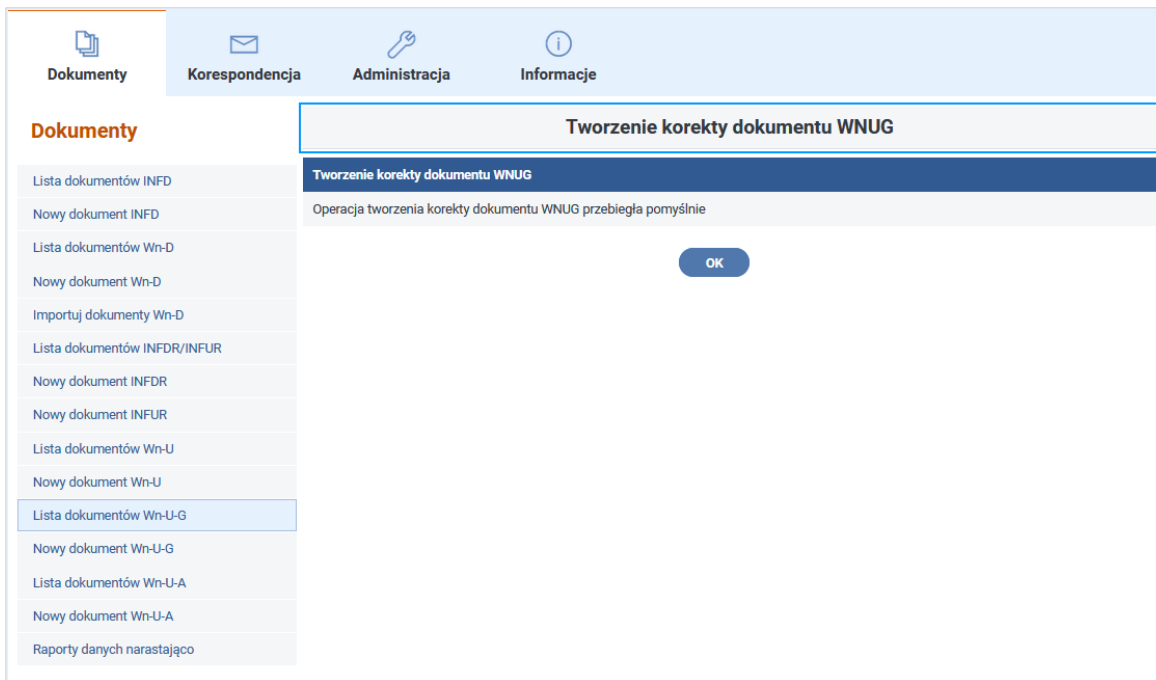 Dokumenty
Korespondencja
Administracja
Informacje
Dokumenty
Tworzenie korekty dokumentu WNUG
Lista dokumentów INFD
Nowy dokument INFD
Lista dokumentów Wn-D
Nowy dokument Wn-D
Importuj dokumenty Wn-D
Lista dokumentów INFDR/INFUR
Nowy dokument INFDR
Nowy dokument INFUR
Lista dokumentów Wn-U
Nowy dokument Wn-U
Lista dokumentów Wn-U-G
Nowy dokument Wn-U-G
Lista dokumentów Wn-U-A
Nowy dokument Wn-U-A
Raporty danych narastająco
Tworzenie korekty dokumentu WNUG
Operacja tworzenia korekty dokumentu WNUG przebiegła pomyślnie
OK